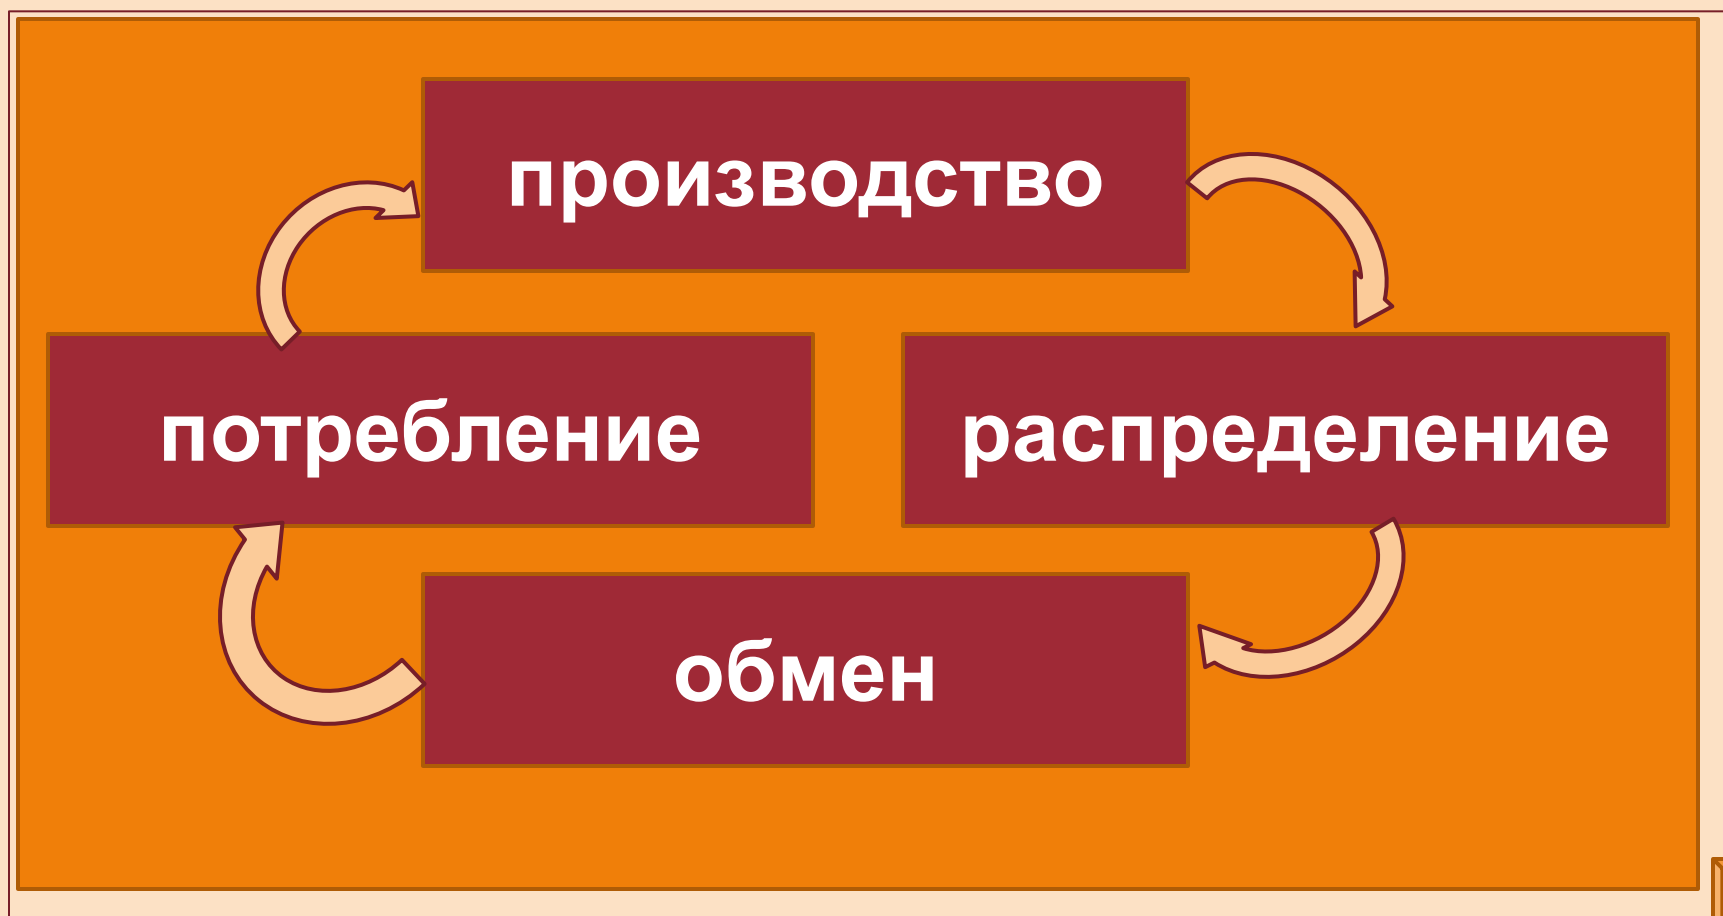 производство
потребление
распределение
обмен